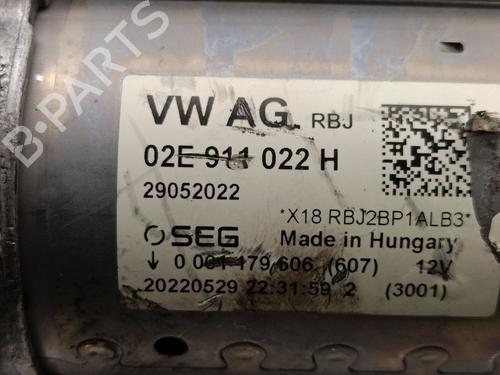 VW AG. RBJ
02E 911 022 H
29052022
*X18 RBJ2BP1ALB3*
SEG Made in Hungary
↓ 0 001 179 606 (607) 12V
20220529 22:31:59 2 (3001)